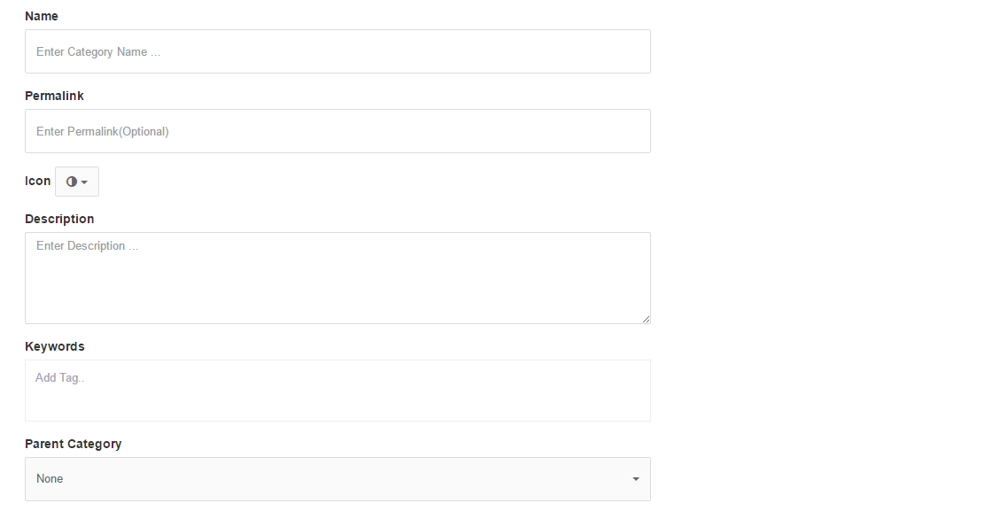 Name
Enter Category Name ...
Permalink
Enter Permalink(Optional)
Icon
Description
Enter Description ...
Keywords
Add Tag..
Parent Category
None